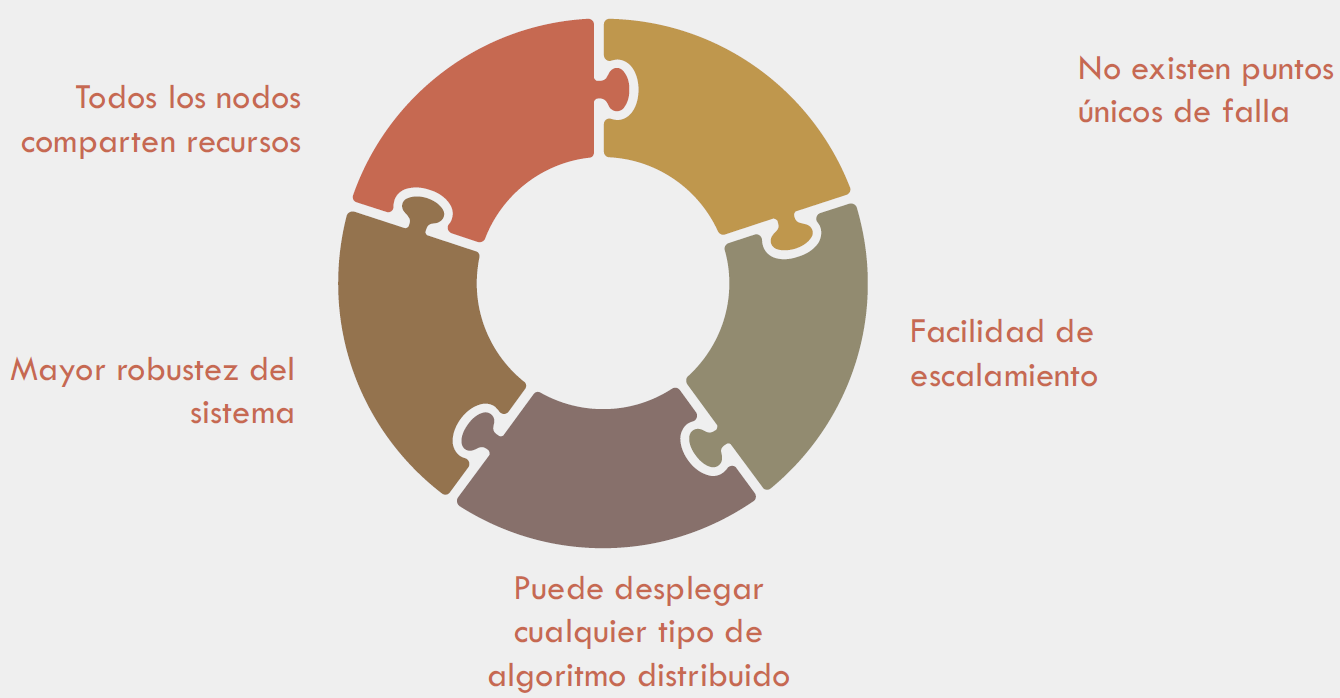 Todos los nodos
comparten recursos
No existen puntos
únicos de falla
Facilidad de
escalamiento
Mayor robustez del
sistema
Puede desplegar
cualquier tipo de
algoritmo distribuido